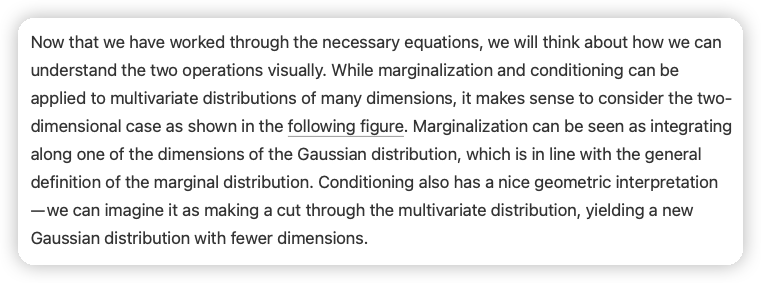 Now that we have worked through the necessary equations, we will think about how we can
understand the two operations visually. While marginalization and conditioning can be
applied to multivariate distributions of many dimensions, it makes sense to consider the two-
dimensional case as shown in the following figure. Marginalization can be seen as integrating
along one of the dimensions of the Gaussian distribution, which is in line with the general
definition of the marginal distribution. Conditioning also has a nice geometric interpretation
—we can imagine it as making a cut through the multivariate distribution, yielding a new
Gaussian distribution with fewer dimensions.